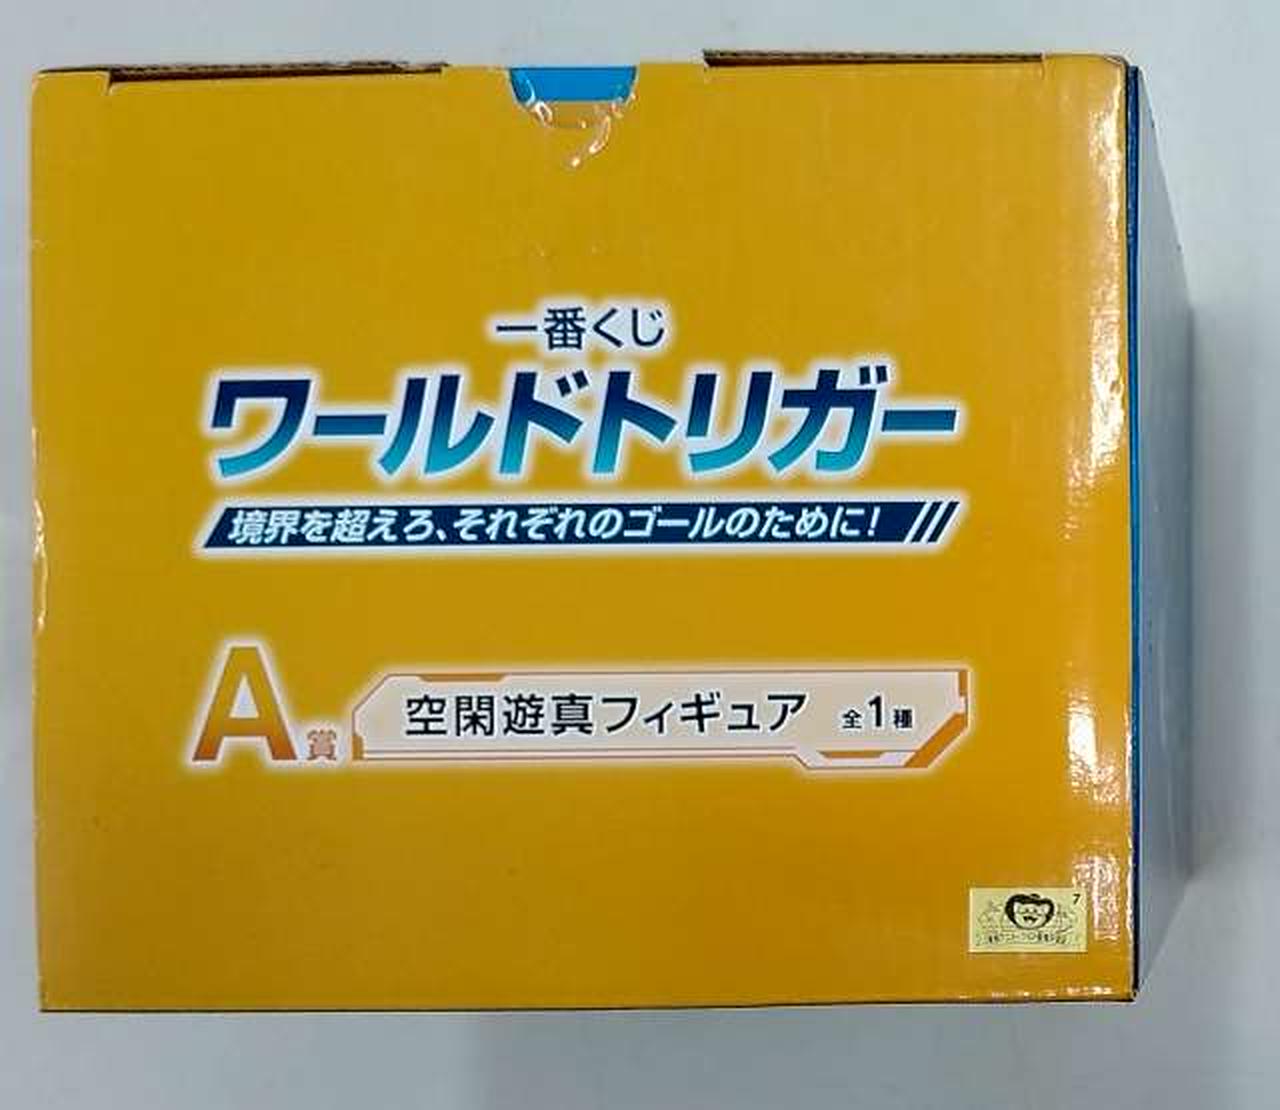 一番くじ
ワールドトリガー
境界を超えろ、それぞれのゴールのために!
A賞 空閑遊真フィギュア 全1種
7